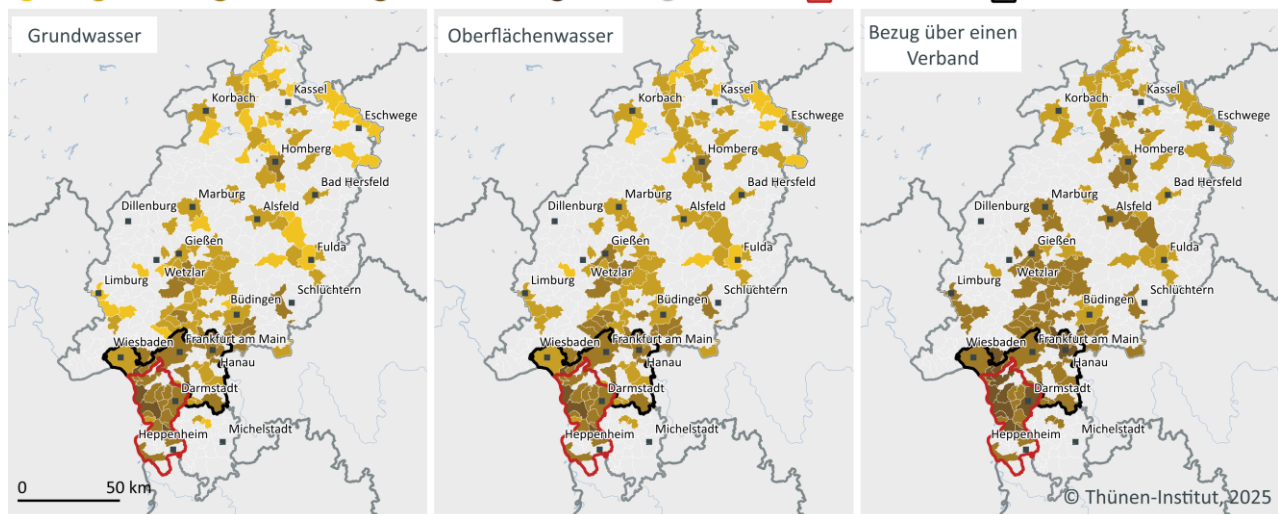 Grundwasser
Kassel
Korbach
Eschwege
Homberg
Bad Hersfeld
Marburg
Dillenburg
Alsfeld
Gießen
Fulda
Wetzlar
Limburg
Schlüchtern
Büdingen
Wiesbaden
Frankfurt am Main
Hanau
Darmstadt
Heppenheim
Michelstadt
0 50 km
Oberflächenwasser
Kassel
Korbach
Eschwege
Homberg
Bad Hersfeld
Marburg
Dillenburg
Alsfeld
Gießen
Fulda
Wetzlar
Limburg
Schlüchtern
Büdingen
Wiesbaden
Frankfurt am Main
Hanau
Darmstadt
Heppenheim
Michelstadt
Bezug über einen
Verband
Kassel
Korbach
Eschwege
Homberg
Bad Hersfeld
Marburg
Dillenburg
Alsfeld
Gießen
Fulda
Wetzlar
Limburg
Schlüchtern
Büdingen
Wiesbaden
Frankfurt am Main
Hanau
Darmstadt
Heppenheim
Michelstadt
© Thünen-Institut, 2025